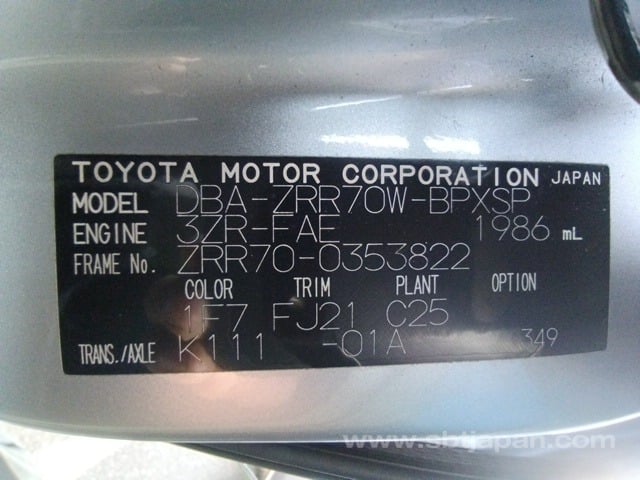 TOYOTA MOTOR CORPORATION JAPAN
MODEL DBA-ZRR70W-BPXSP
ENGINE 3ZR-FAE 1986 mL
FRAME No. ZRR70-0353822
COLOR TRIM PLANT OPTION
1F7 FJ21 C25
TRANS./AXLE K111 -01A 349
www.sbtjapan.com